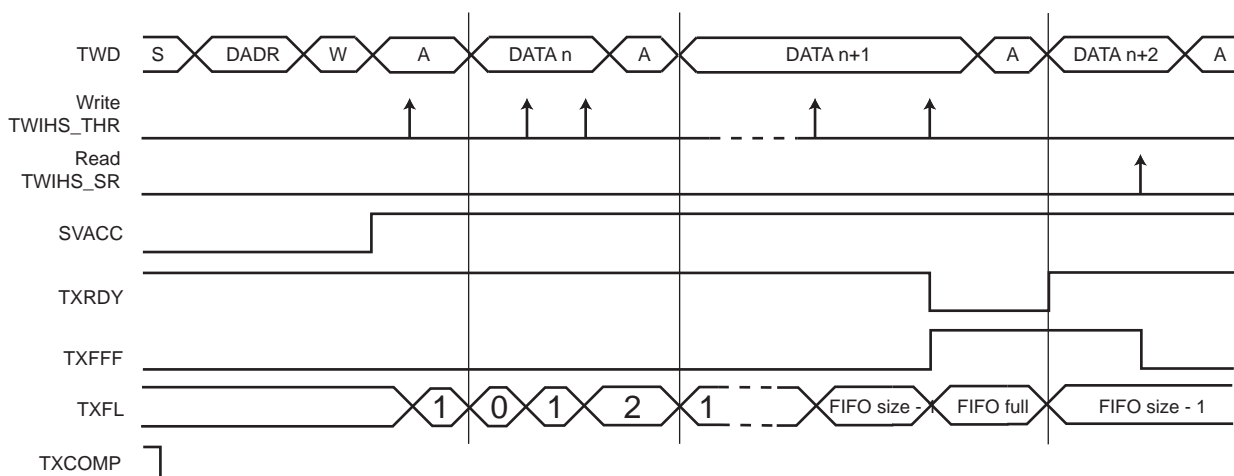 TWD S DADR W A DATA n A DATA n+1 A DATA n+2 A
Write
TWIHS_THR
Read
TWIHS_SR
SVACC
TXRDY
TXFFF
TXFL 1 0 1 2 1 FIFO size - 1 FIFO full FIFO size - 1
TXCOMP